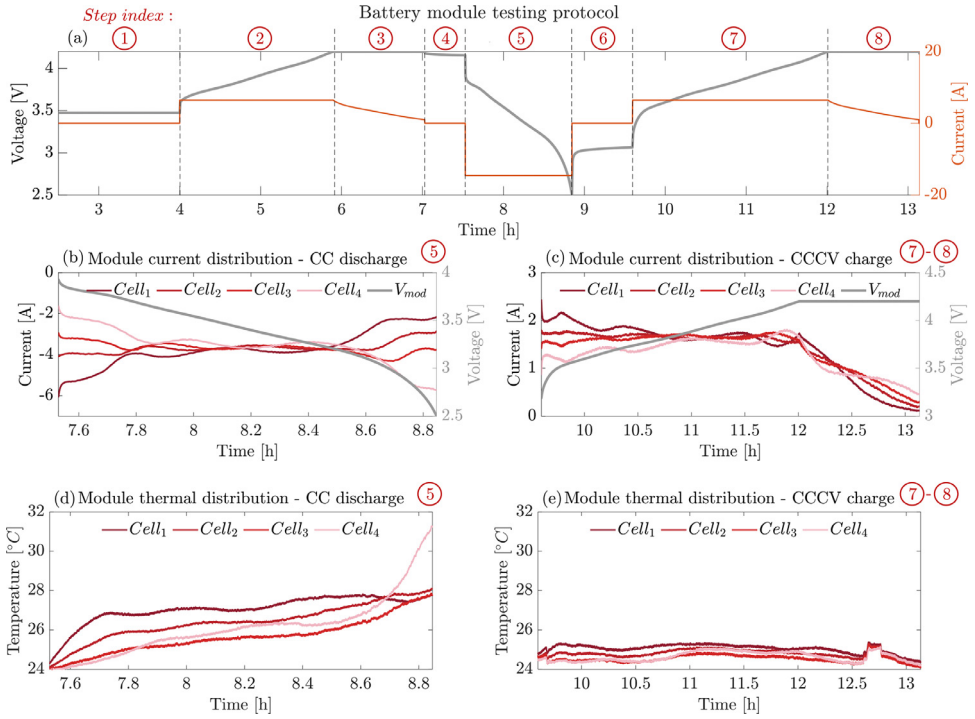 Step index :
Battery module testing protocol
(a)
1 2 3 4 5 6 7 8
Voltage [V]
4
3.5
3
2.5
Current [A]
20
0
-20
3 4 5 6 7 8 9 10 11 12 13
Time [h]
(b) Module current distribution - CC discharge 5
Cell1 Cell2 Cell3 Cell4 Vmod
Current [A]
0
-2
-4
-6
Voltage [V]
4
3.5
3
2.5
7.6 7.8 8 8.2 8.4 8.6 8.8
Time [h]
(c) Module current distribution - CCCV charge 7-8
Cell1 Cell2 Cell3 Cell4 Vmod
Current [A]
3
2
1
0
Voltage [V]
4.5
4
3.5
3
10 10.5 11 11.5 12 12.5 13
Time [h]
(d) Module thermal distribution - CC discharge 5
Cell1 Cell2 Cell3 Cell4
Temperature [°C]
32
30
28
26
24
7.6 7.8 8 8.2 8.4 8.6 8.8
Time [h]
(e) Module thermal distribution - CCCV charge 7-8
Cell1 Cell2 Cell3 Cell4
Temperature [°C]
32
30
28
26
24
10 10.5 11 11.5 12 12.5 13
Time [h]